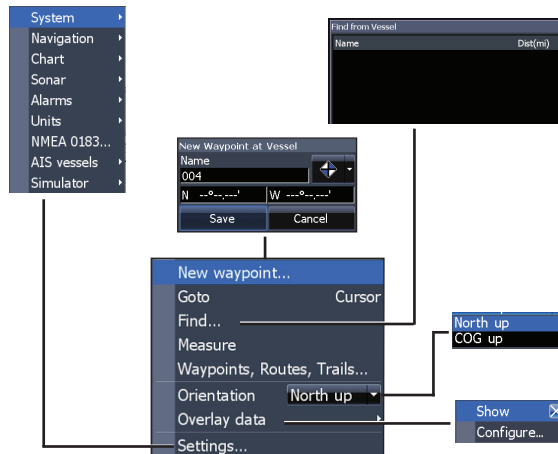 System
Navigation
Chart
Sonar
Alarms
Units
NMEA 0183...
AIS vessels
Simulator
Find from Vessel
Name Dist(mi)
New Waypoint at Vessel
Name
004
N --°--.---' W ---°--.---'
Save Cancel
New waypoint...
Goto Cursor
Find...
Measure
Waypoints, Routes, Trails...
Orientation North up
Overlay data
Settings...
North up
COG up
Show
Configure...